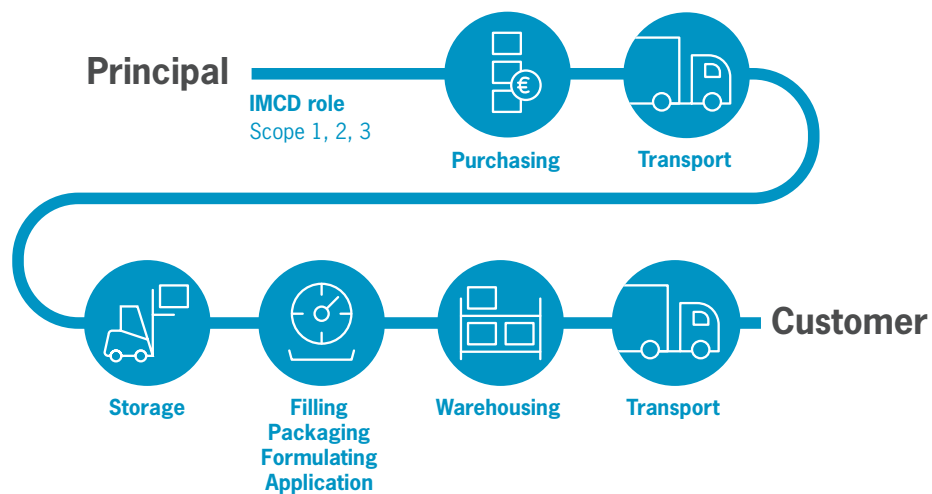 Principal
IMCD role
Scope 1, 2, 3
€
Purchasing
Transport
Customer
Storage
Filling
Packaging
Formulating
Application
Warehousing
Transport